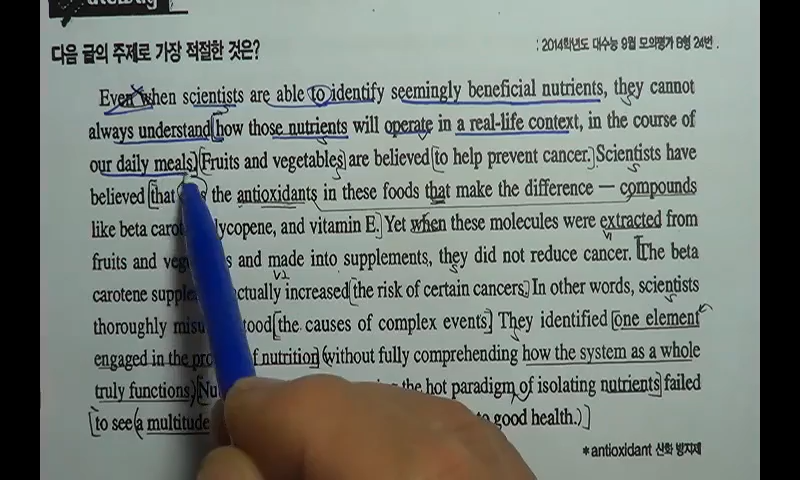 다음 글의 주제로 가장 적절한 것은?
: 2014학년도 대수능 9월 모의평가 B형 24번 .
Even when scientists are able to identify seemingly beneficial nutrients, they cannot
always understand how those nutrients will operate in a real-life context, in the course of
our daily meals. Fruits and vegetables are believed to help prevent cancer. Scientists have
believed that the antioxidants in these foods that make the difference — compounds
like beta lycopene, and vitamin E. Yet when these molecules were extracted from
fruits and and made into supplements, they did not reduce cancer. The beta
carotene increased the risk of certain cancers. In other words, scientists
thoroughly the causes of complex events. They identified one element
engaged in the of nutrition without fully comprehending how the system as a whole
truly functions. the hot paradigm of isolating nutrients failed
to see a multitude to good health.
*antioxidant 산화 방지제